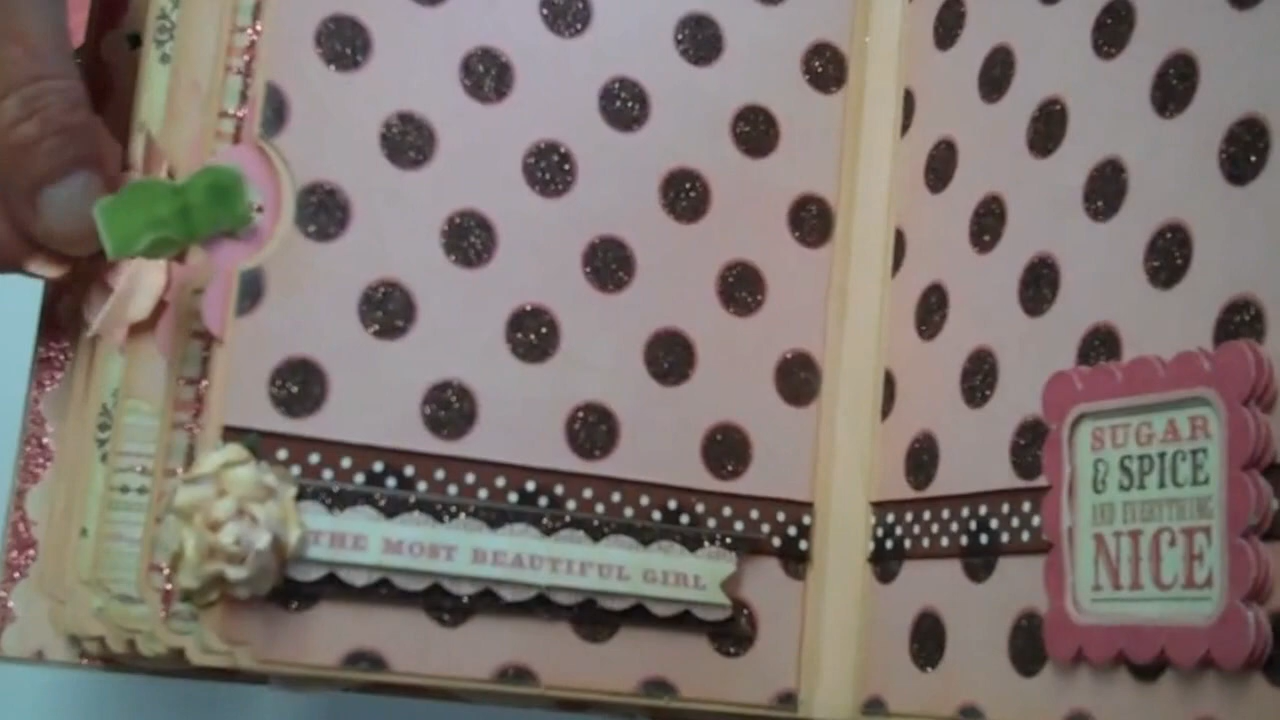 THE MOST BEAUTIFUL GIRL
SUGAR
& SPICE
AND EVERYTHING
NICE